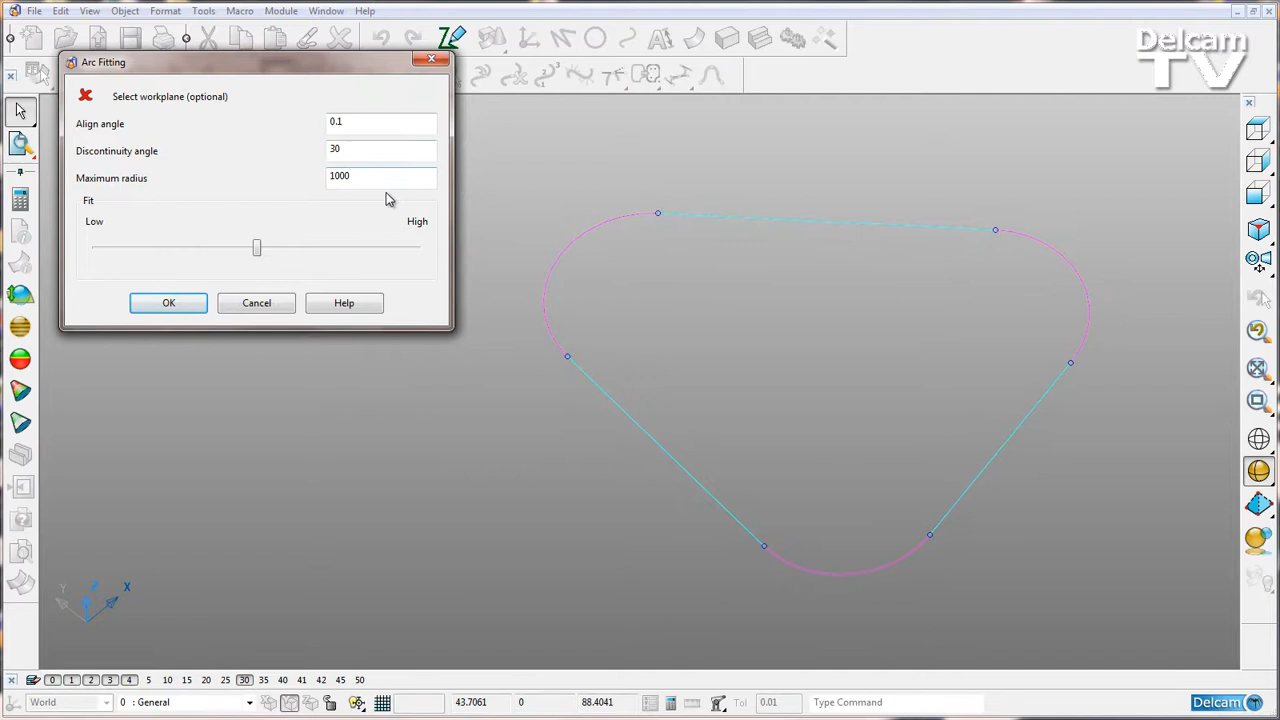 File Edit View Object Format Tools Macro Module Window Help
Delcam
TV
Arc Fitting
Select workplane (optional)
Align angle 0.1
Discontinuity angle 30
Maximum radius 1000
Fit
Low High
OK Cancel Help
Z
Y X
0 1 2 3 4 5 10 15 20 25 30 35 40 41 42 45 50
World 0 : General 43.7061 0 88.4041 Tol 0.01 Type Command Delcam